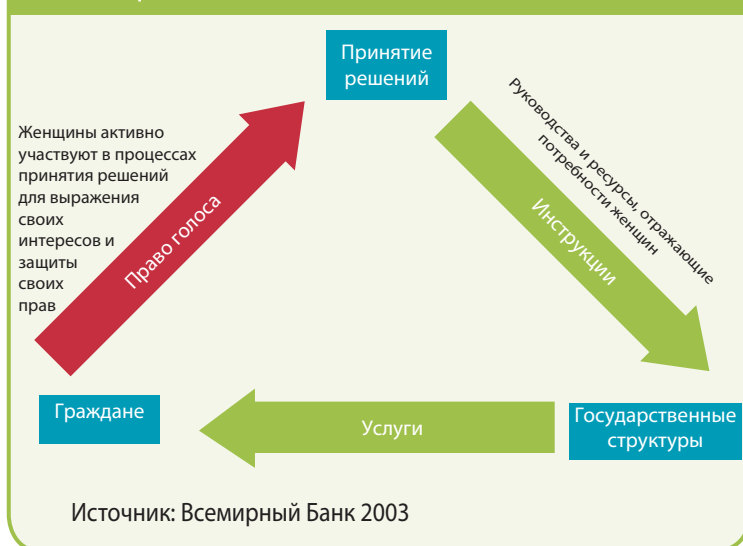 Принятие
решений
Женщины активно
участвуют в процессах
принятия решений
для выражения
своих
интересов и
защиты
своих
прав
Право голоса
Руководства и ресурсы, отражающие
потребности женщин
Инструкции
Граждане
Услуги
Государственные
структуры
Источник: Всемирный Банк 2003